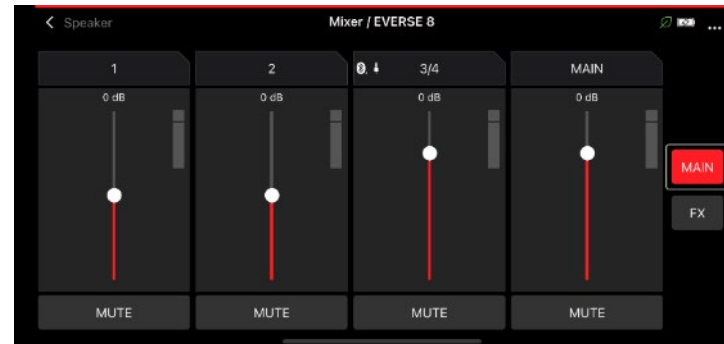 Speaker
Mixer / EVERSE 8
...
1
2
3/4
MAIN
0 dB
0 dB
0 dB
0 dB
MAIN
FX
MUTE
MUTE
MUTE
MUTE